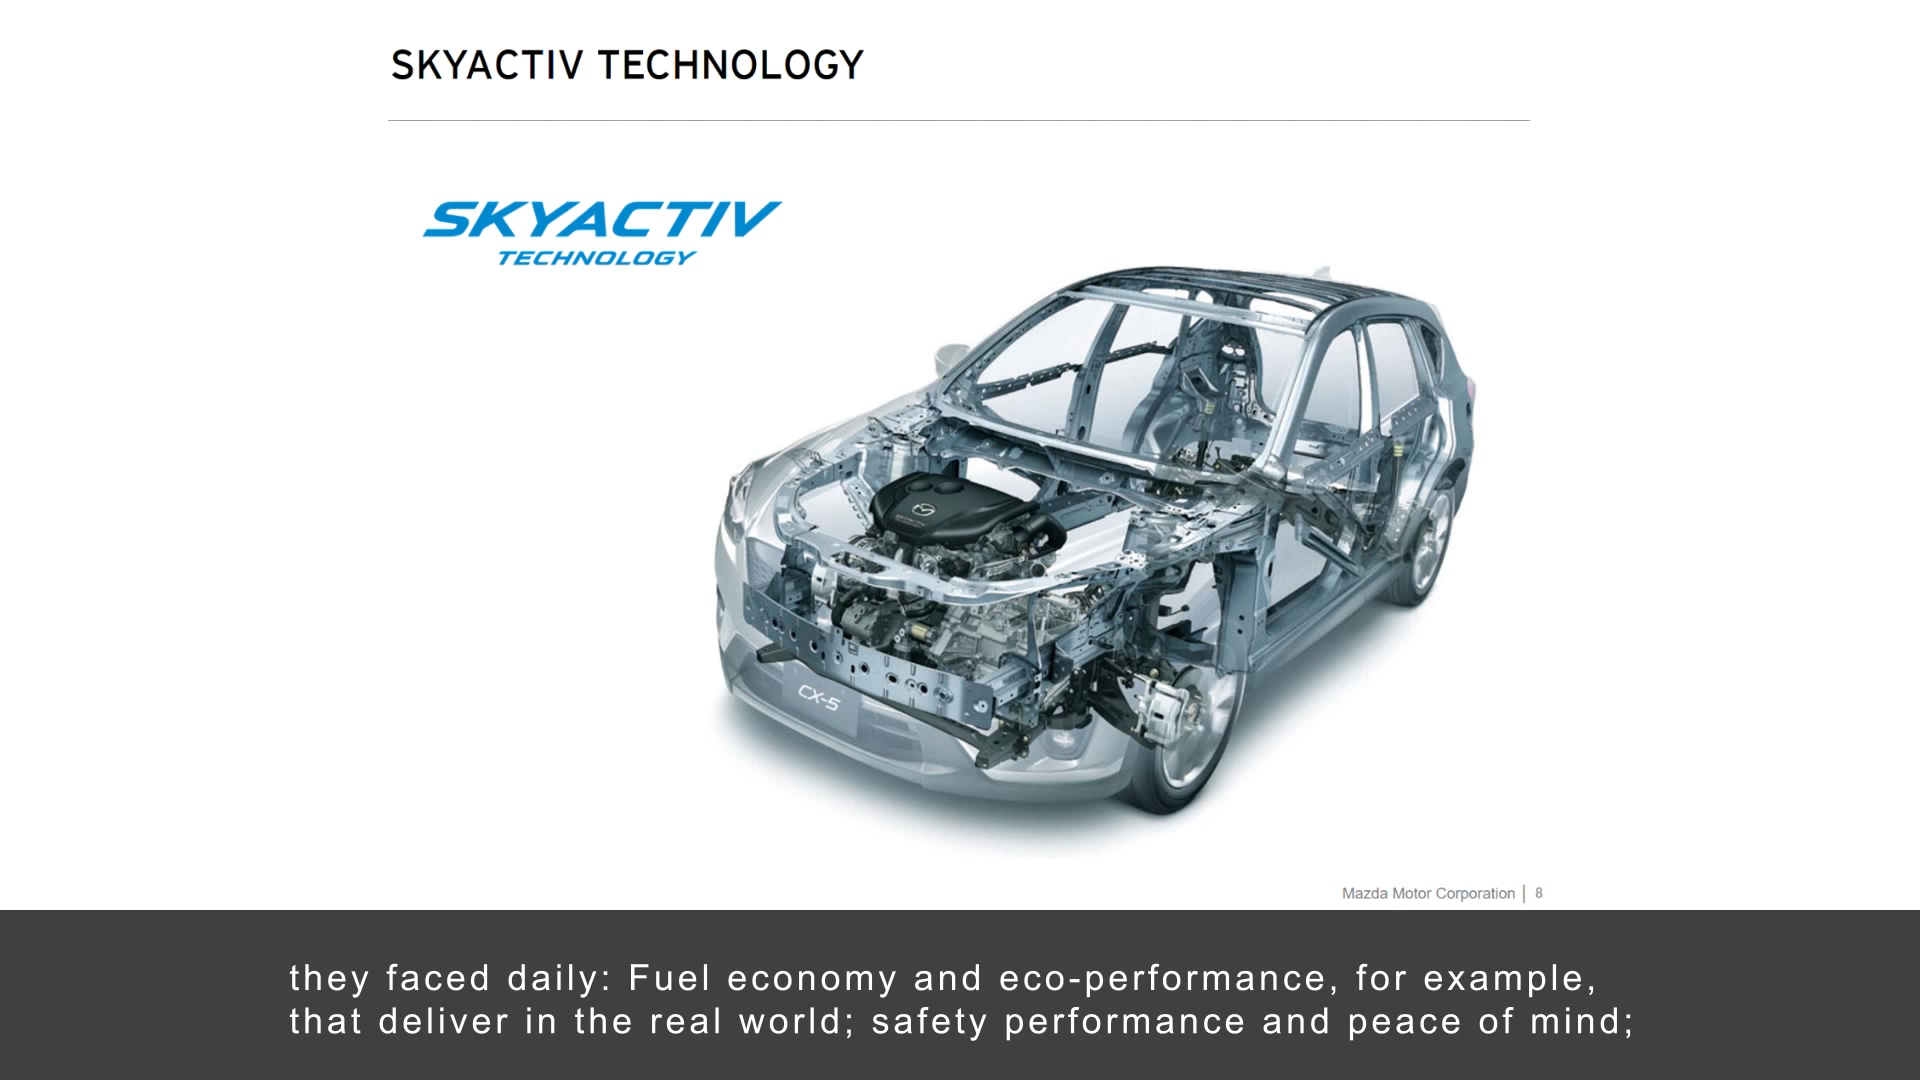 SKYACTIV TECHNOLOGY
SKYACTIV
TECHNOLOGY
CX-5
Mazda Motor Corporation | 8
they faced daily: Fuel economy and eco-performance, for example,
that deliver in the real world; safety performance and peace of mind;